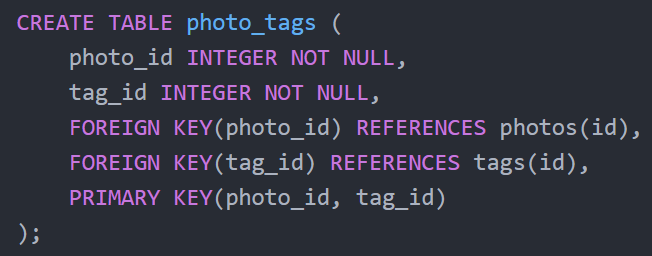 CREATE TABLE photo_tags (
    photo_id INTEGER NOT NULL,
    tag_id INTEGER NOT NULL,
    FOREIGN KEY(photo_id) REFERENCES photos(id),
    FOREIGN KEY(tag_id) REFERENCES tags(id),
    PRIMARY KEY(photo_id, tag_id)
);